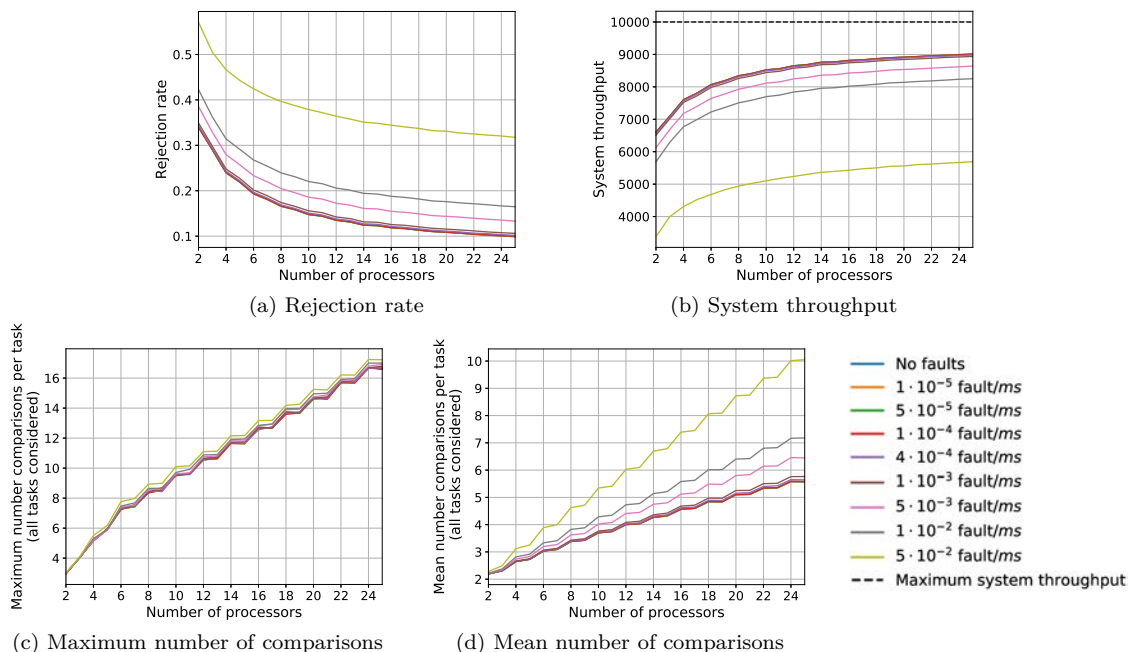 0.5
0.4
0.3
0.2
0.1
Rejection rate
2 4 6 8 10 12 14 16 18 20 22 24
Number of processors
(a) Rejection rate
10000
9000
8000
7000
6000
5000
4000
System throughput
2 4 6 8 10 12 14 16 18 20 22 24
Number of processors
(b) System throughput
16
14
12
10
8
6
4
Maximum number comparisons per task
(all tasks considered)
2 4 6 8 10 12 14 16 18 20 22 24
Number of processors
(c) Maximum number of comparisons
10
9
8
7
6
5
4
3
2
Mean number comparisons per task
(all tasks considered)
2 4 6 8 10 12 14 16 18 20 22 24
Number of processors
(d) Mean number of comparisons
No faults
1 · 10⁻⁵ fault/ms
5 · 10⁻⁵ fault/ms
1 · 10⁻⁴ fault/ms
4 · 10⁻⁴ fault/ms
1 · 10⁻³ fault/ms
5 · 10⁻³ fault/ms
1 · 10⁻² fault/ms
5 · 10⁻² fault/ms
Maximum system throughput